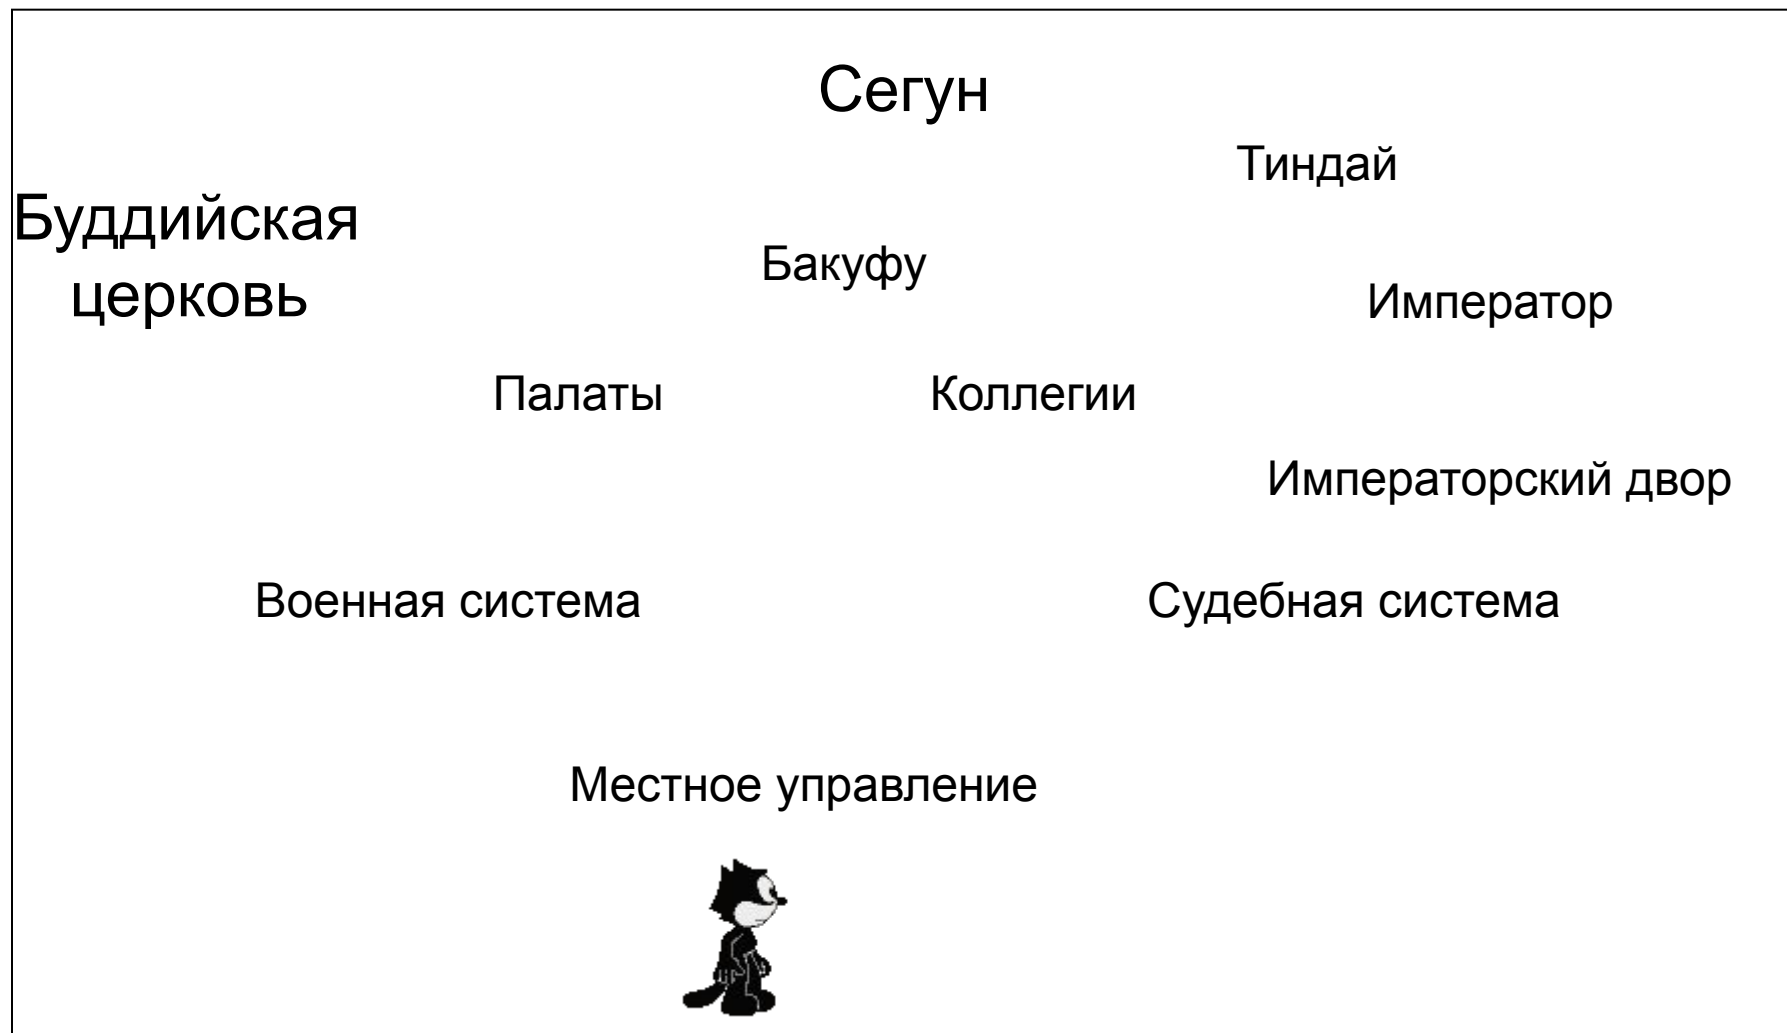 Сегун
Тиндай
Буддийская
церковь
Бакуфу
Император
Палаты
Коллегии
Императорский двор
Военная система
Судебная система
Местное управление